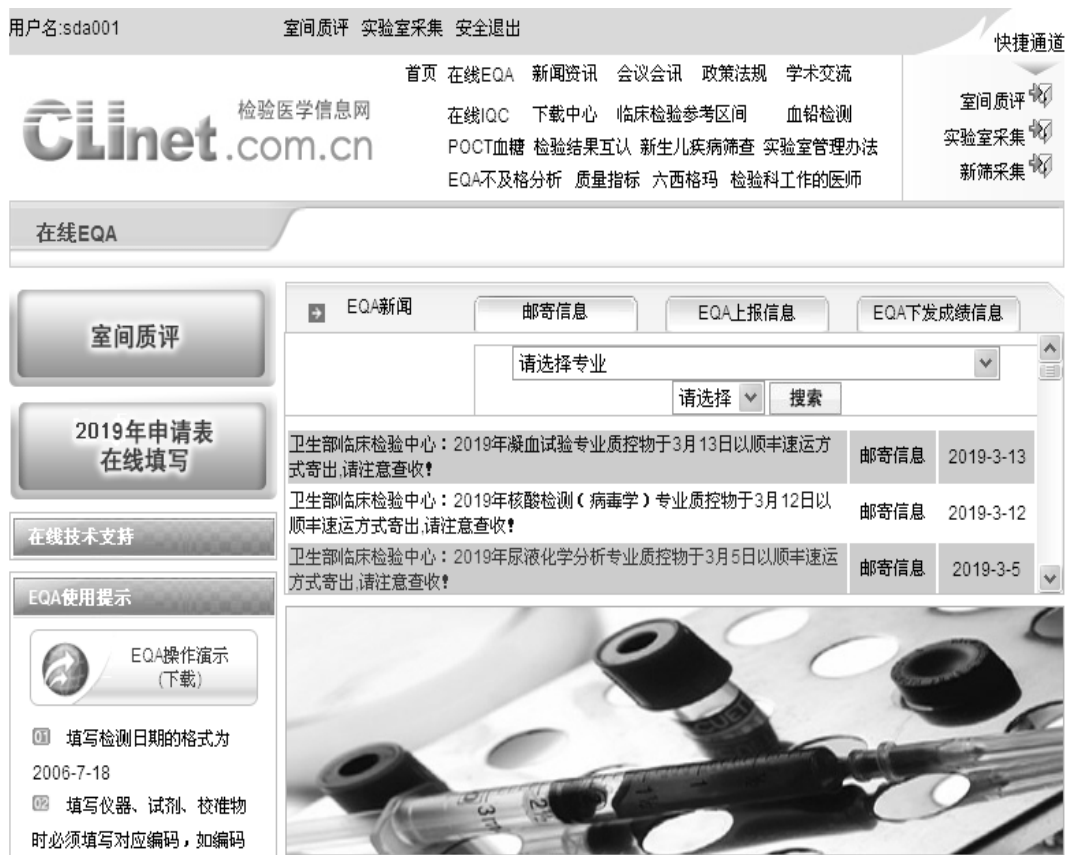 用户名:sda001
室间质评 实验室采集 安全退出
快捷通道
首页 在线EQA 新闻资讯 会议会讯 政策法规 学术交流
在线IQC 下载中心 临床检验参考区间 血铅检测
POCT血糖 检验结果互认 新生儿疾病筛查 实验室管理办法
EQA不及格分析 质量指标 六西格玛 检验科工作的医师
CLinet.com.cn
检验医学信息网
室间质评
实验室采集
新筛采集
在线EQA
室间质评
2019年申请表
在线填写
在线技术支持
EQA使用提示
EQA操作演示
(下载)
01 填写检测日期的格式为
2006-7-18
02 填写仪器、试剂、校准物
时必须填写对应编码，如编码
EQA新闻 邮寄信息 EQA上报信息 EQA下发成绩信息
请选择专业
请选择 搜索
卫生部临床检验中心：2019年凝血试验专业质控物于3月13日以顺丰速运方
式寄出,请注意查收! 邮寄信息 2019-3-13
卫生部临床检验中心：2019年核酸检测（病毒学）专业质控物于3月12日以
顺丰速运方式寄出,请注意查收! 邮寄信息 2019-3-12
卫生部临床检验中心：2019年尿液化学分析专业质控物于3月5日以顺丰速运
方式寄出,请注意查收! 邮寄信息 2019-3-5